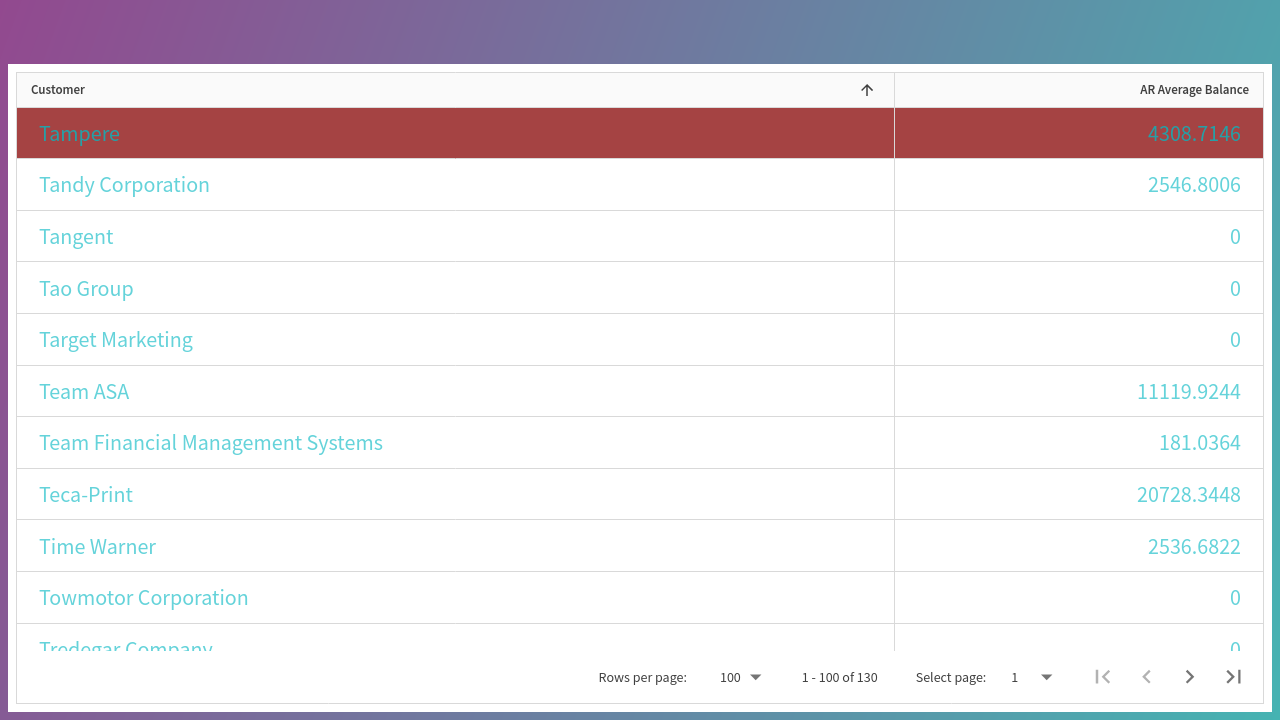 Customer AR Average Balance
Tampere 4308.7146
Tandy Corporation 2546.8006
Tangent 0
Tao Group 0
Target Marketing 0
Team ASA 11119.9244
Team Financial Management Systems 181.0364
Teca-Print 20728.3448
Time Warner 2536.6822
Towmotor Corporation 0
Tredegar Company 0
Rows per page: 100 1 - 100 of 130 Select page: 1